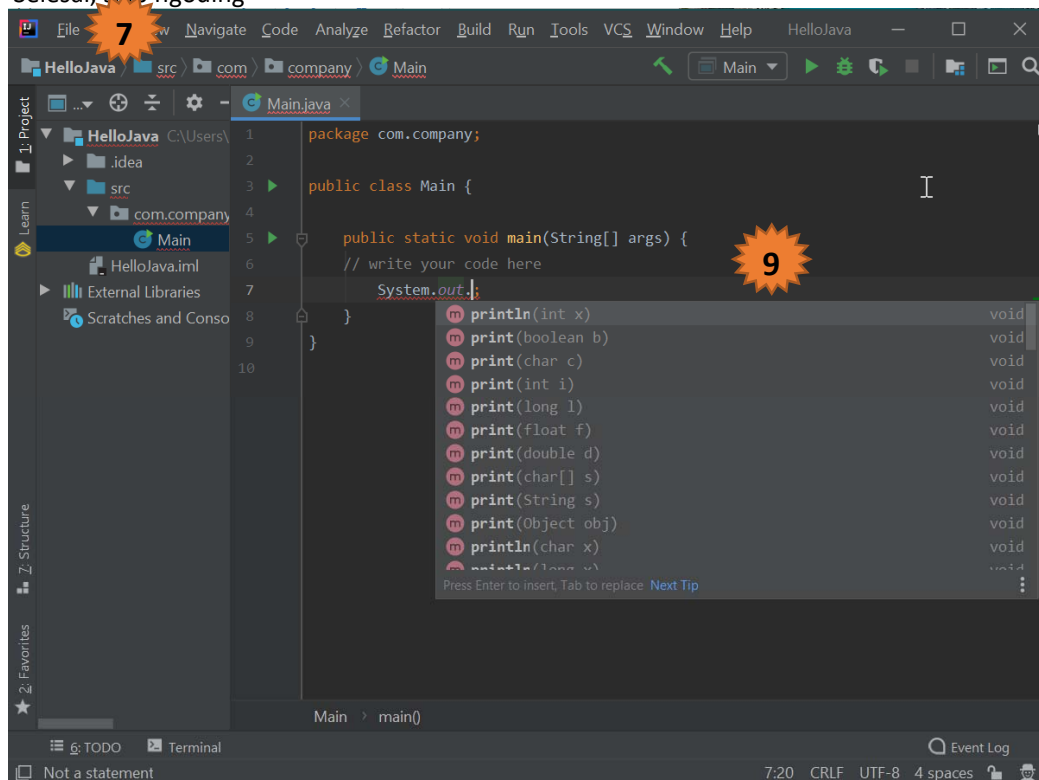 File 7 w Navigate Code Analyze Refactor Build Run Tools VCS Window Help HelloJava
HelloJava src com company Main Main
1: Project
... Main.java
HelloJava C:\Users\
.idea
src
com.company
Main
HelloJava.iml
External Libraries
Scratches and Conso
Learn
Z: Structure
2: Favorites
1 package com.company;
2
3 public class Main {
4
5 public static void main(String[] args) {
6 // write your code here
9
7 System.out.;
8 }
9 }
10
println(int x) void
print(boolean b) void
print(char c) void
print(int i) void
print(long l) void
print(float f) void
print(double d) void
print(char[] s) void
print(String s) void
print(Object obj) void
println(char x) void
println(long x) void
Press Enter to insert, Tab to replace Next Tip
Main > main()
6: TODO Terminal Event Log
Not a statement 7:20 CRLF UTF-8 4 spaces